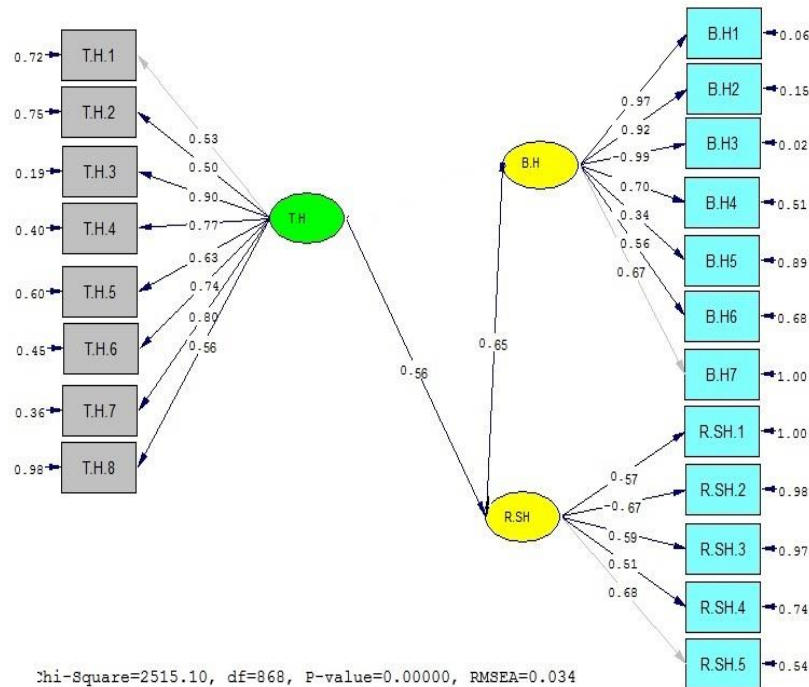 0.72 T.H.1
0.75 T.H.2
0.19 T.H.3
0.40 T.H.4
0.60 T.H.5
0.45 T.H.6
0.36 T.H.7
0.98 T.H.8
0.53
0.50
0.90
0.77
0.63
0.74
0.80
0.56
T.H
0.56
0.65
B.H
R.SH
0.97
0.92
0.99
0.70
0.34
0.56
0.67
0.57
0.67
0.59
0.51
0.68
B.H1 0.06
B.H2 0.15
B.H3 0.02
B.H4 0.51
B.H5 0.89
B.H6 0.68
B.H7 1.00
R.SH.1 1.00
R.SH.2 0.98
R.SH.3 0.97
R.SH.4 0.74
R.SH.5 0.54
Chi-Square=2515.10, df=868, P-value=0.00000, RMSEA=0.034